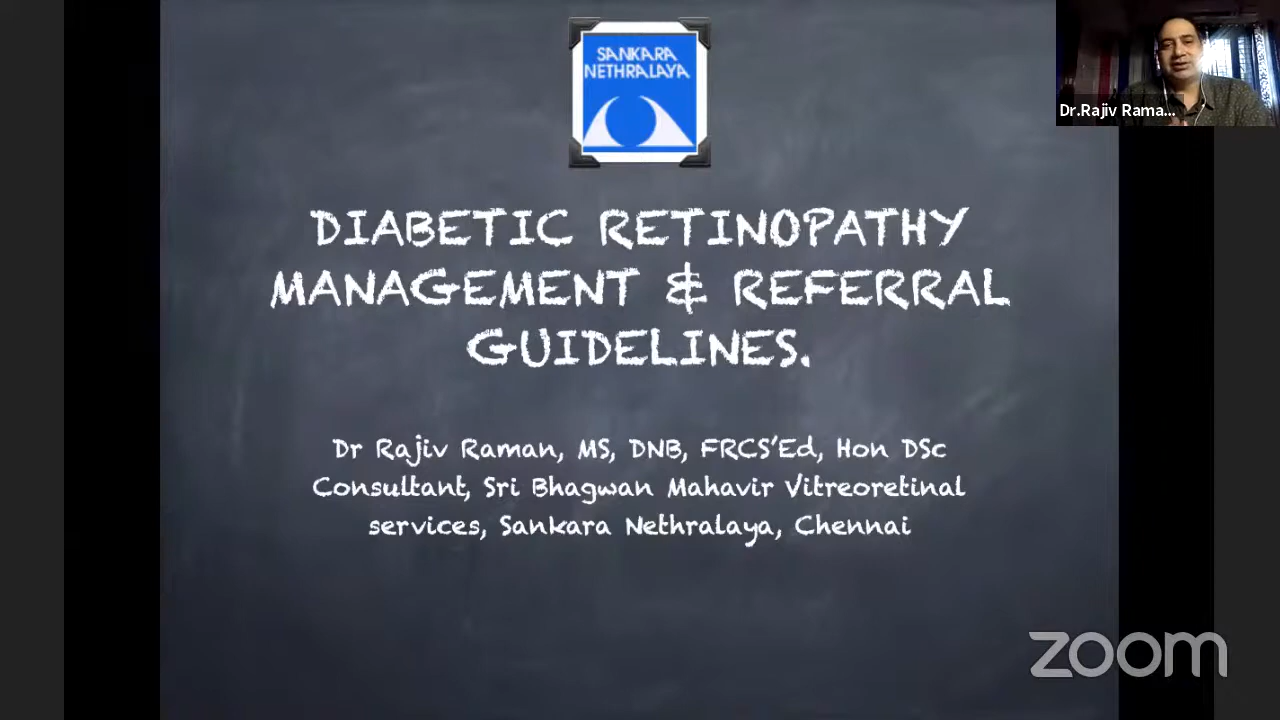 SANKARA
NETHRALAYA
Dr.Rajiv Rama...
DIABETIC RETINOPATHY
MANAGEMENT & REFERRAL
GUIDELINES.
Dr Rajiv Raman, MS, DNB, FRCS'Ed, Hon DSc
Consultant, Sri Bhagwan Mahavir Vitreoretinal
services, Sankara Nethralaya, Chennai
zoom